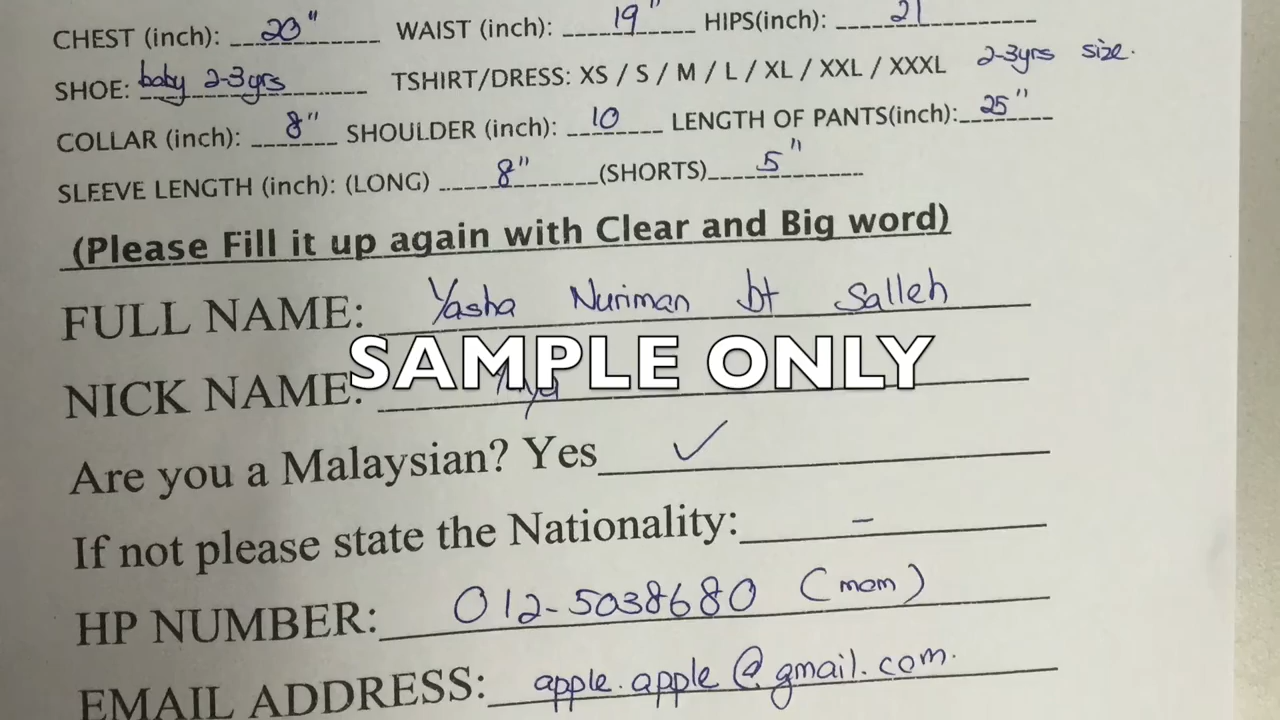 CHEST (inch): 20" WAIST (inch): 19" HIPS(inch): 21
SHOE: baby 2-3yrs TSHIRT/DRESS: XS / S / M / L / XL / XXL / XXXL 2-3yrs size.
COLLAR (inch): 8" SHOULDER (inch): 10 LENGTH OF PANTS(inch): 25"
SLEEVE LENGTH (inch): (LONG) 8" (SHORTS) 5"
(Please Fill it up again with Clear and Big word)
FULL NAME: Yasha Nuriman bt Salleh
SAMPLE ONLY
NICK NAME:
Are you a Malaysian? Yes ✓
If not please state the Nationality: –
HP NUMBER: 012-5038680 (mom)
EMAIL ADDRESS: apple.apple@gmail.com.